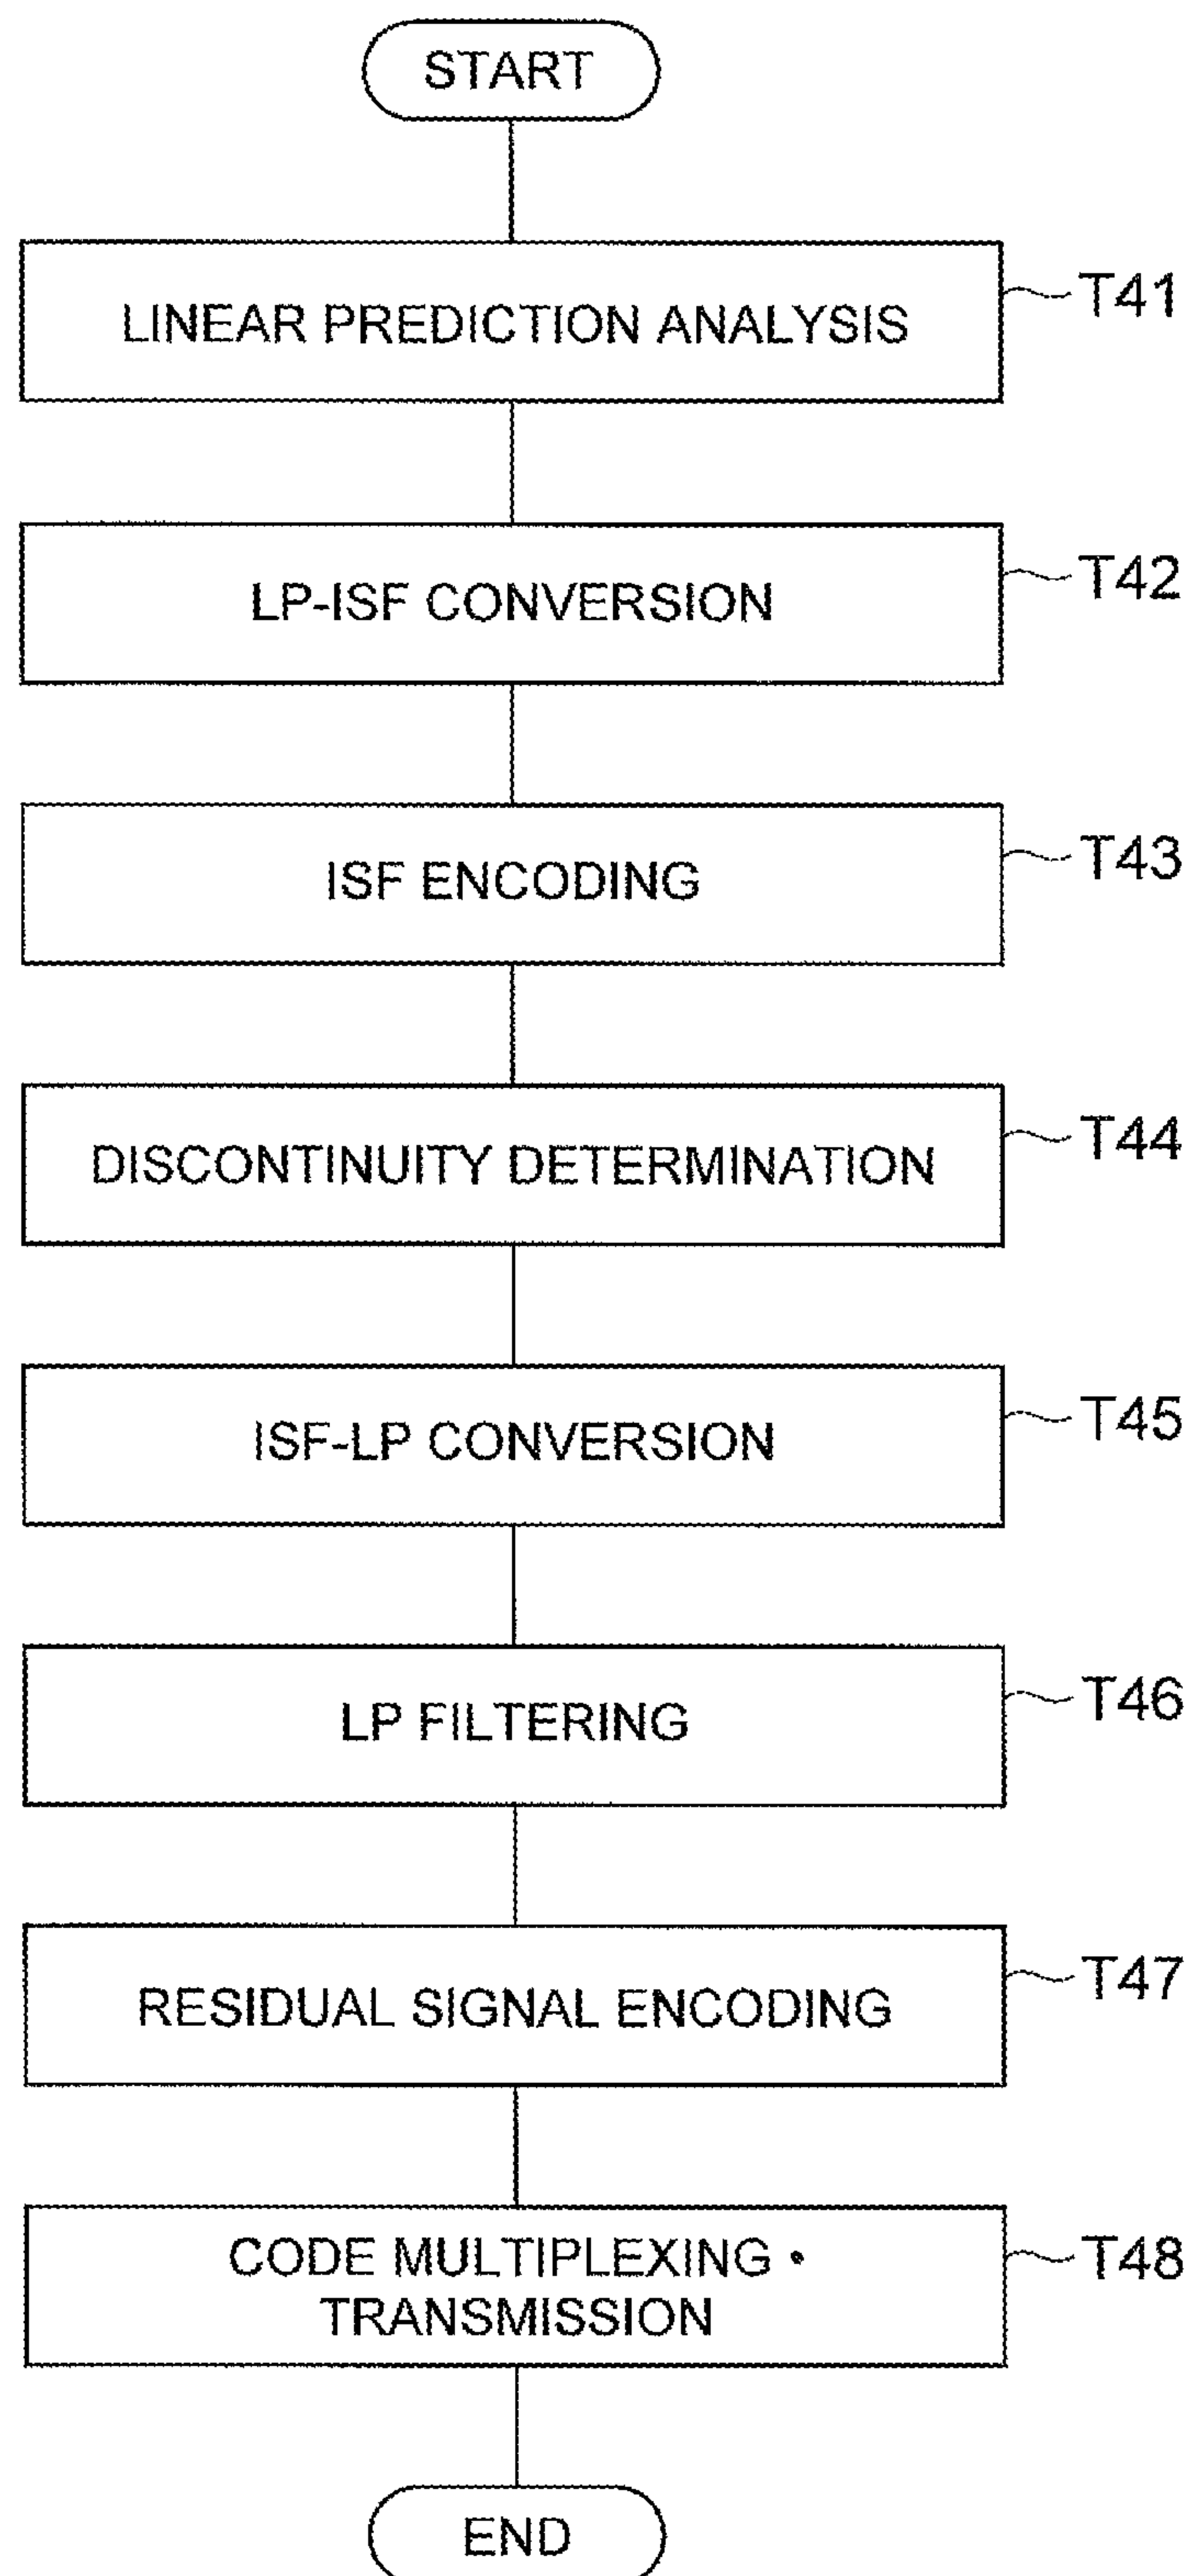 START
LINEAR PREDICTION ANALYSIS
T41
LP-ISF CONVERSION
T42
ISF ENCODING
T43
DISCONTINUITY DETERMINATION
T44
ISF-LP CONVERSION
T45
LP FILTERING
T46
RESIDUAL SIGNAL ENCODING
T47
CODE MULTIPLEXING •
TRANSMISSION
T48
END